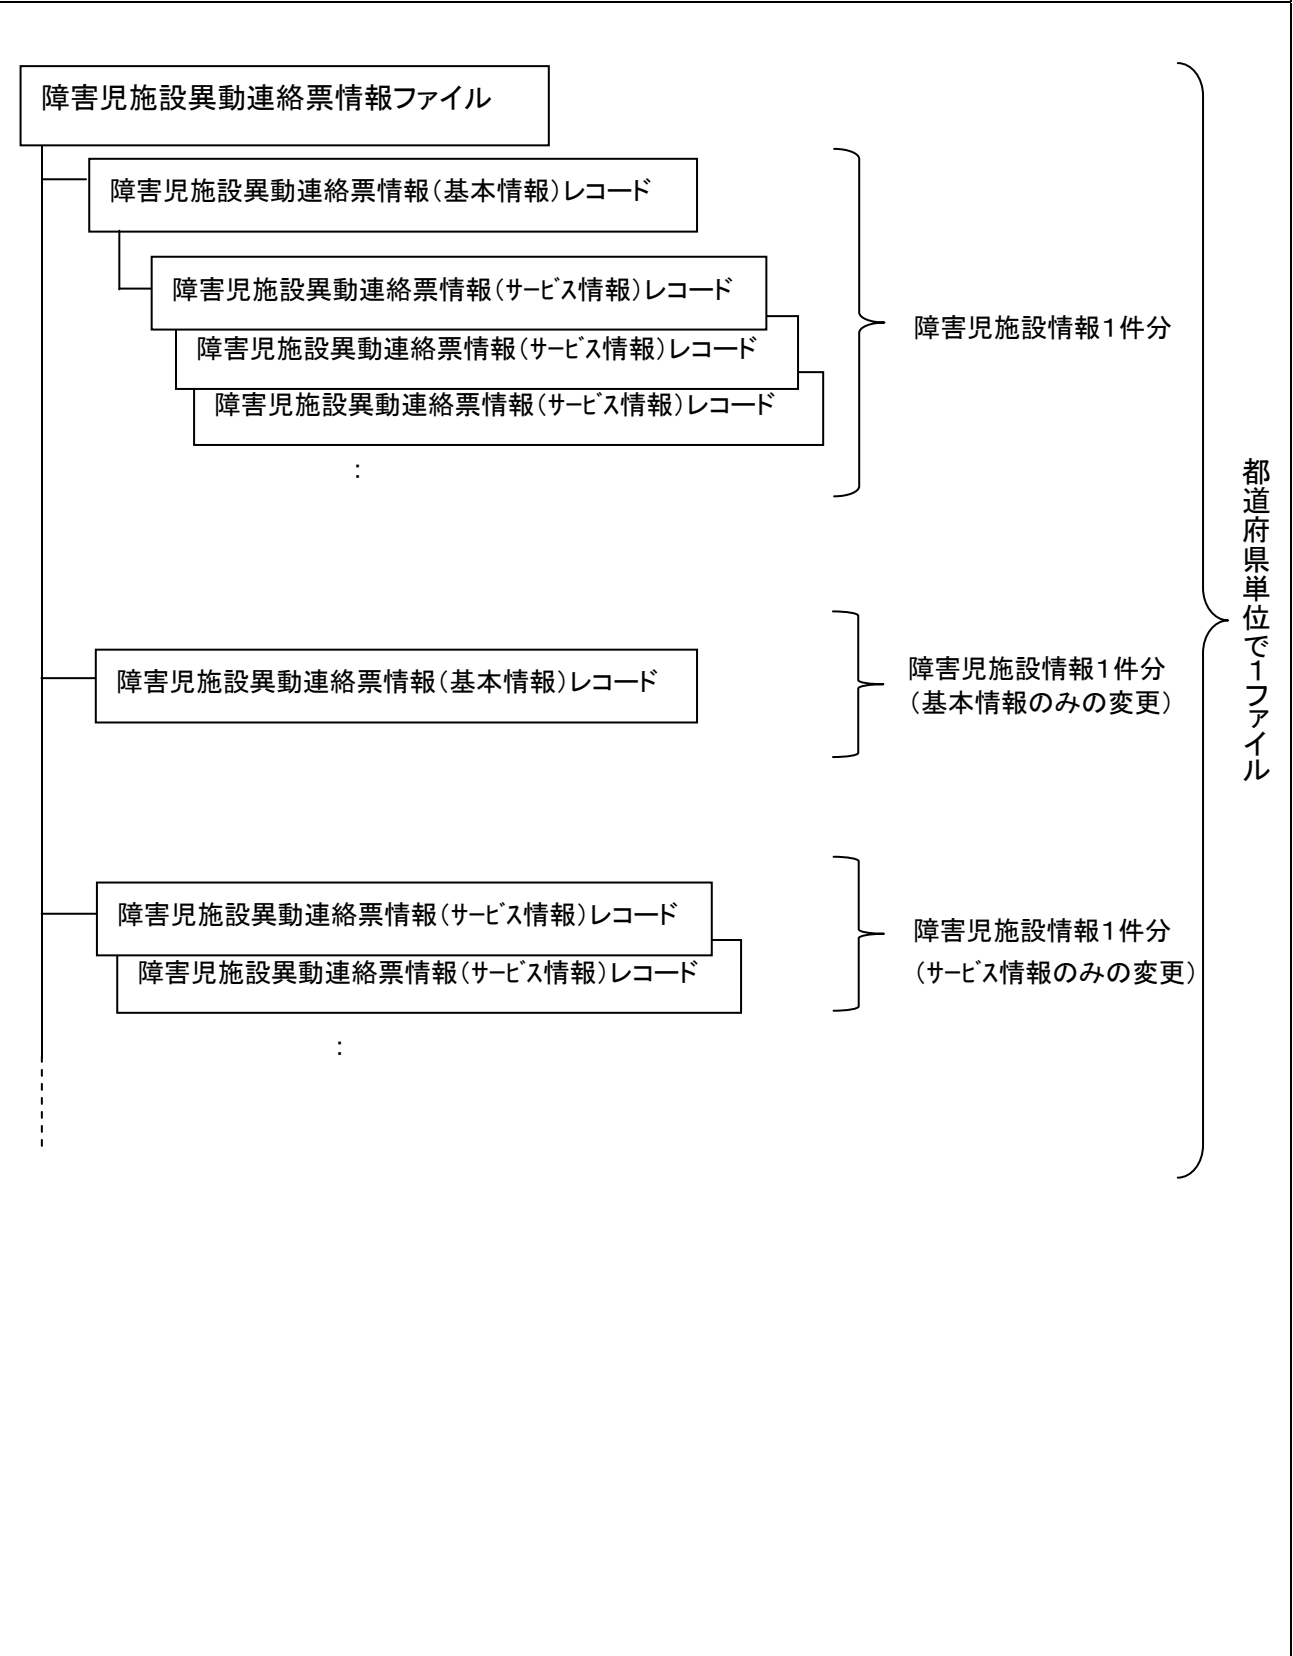 障害児施設異動連絡票情報ファイル
障害児施設異動連絡票情報(基本情報)レコード
障害児施設異動連絡票情報(ｻｰﾋﾞｽ情報)レコード
障害児施設異動連絡票情報(ｻｰﾋﾞｽ情報)レコード
障害児施設異動連絡票情報(ｻｰﾋﾞｽ情報)レコード
:
障害児施設情報1件分
障害児施設異動連絡票情報(基本情報)レコード
障害児施設情報1件分
(基本情報のみの変更)
障害児施設異動連絡票情報(ｻｰﾋﾞｽ情報)レコード
障害児施設異動連絡票情報(ｻｰﾋﾞｽ情報)レコード
:
障害児施設情報1件分
(ｻｰﾋﾞｽ情報のみの変更)
都道府県単位で1ファイル